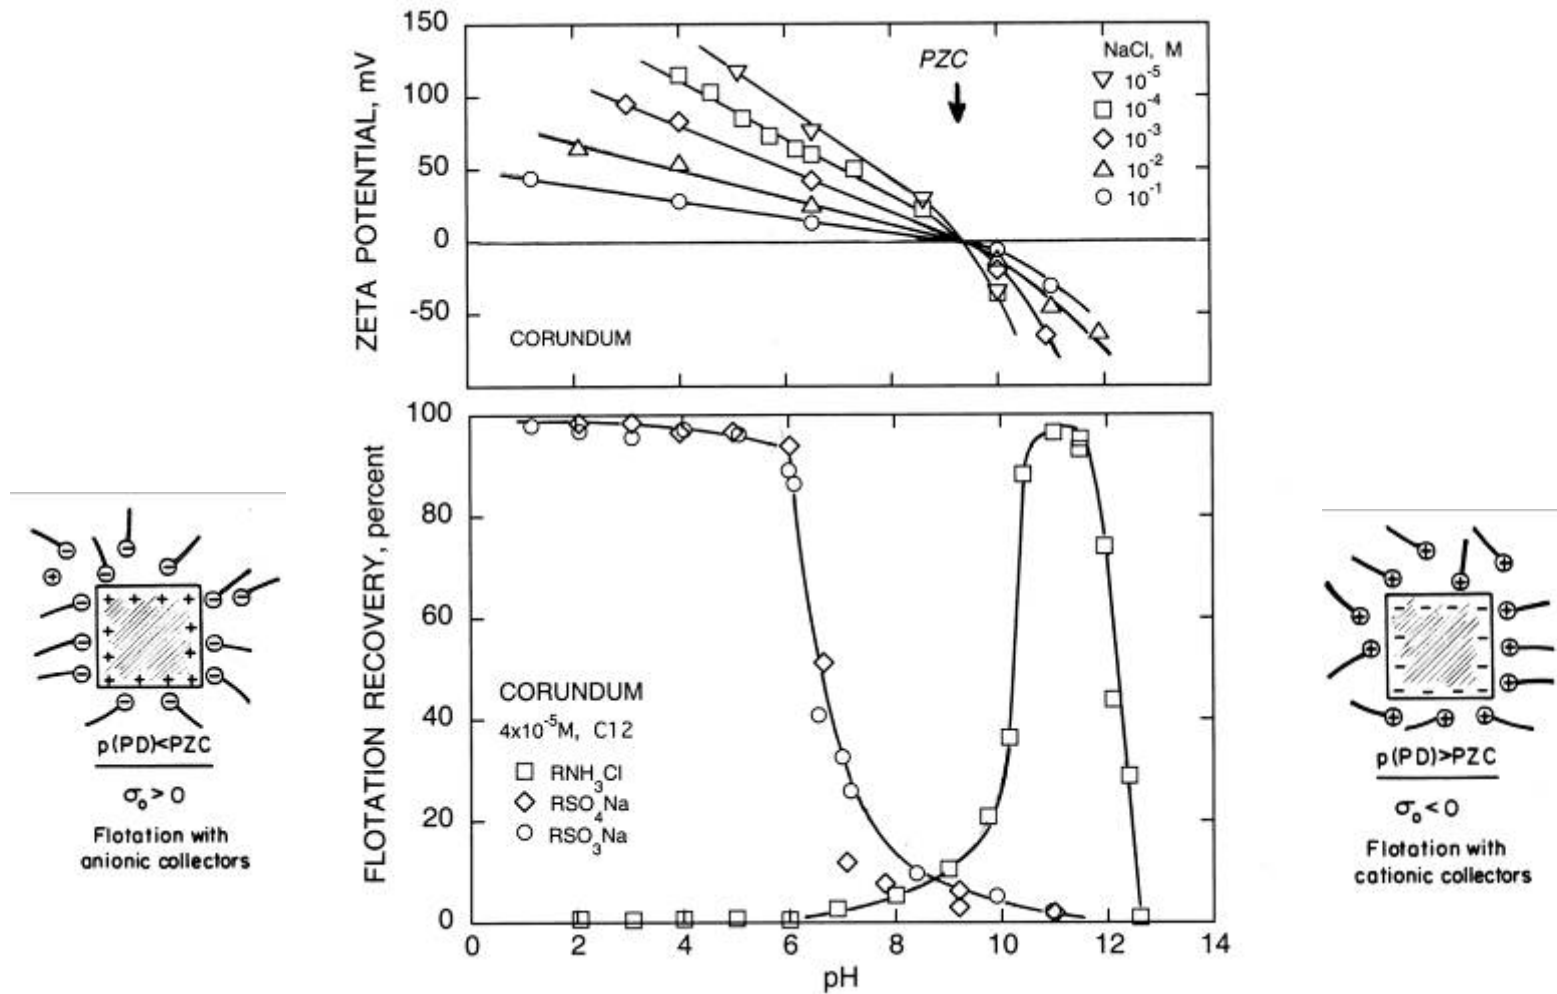 150
100
50
0
-50
ZETA POTENTIAL, mV
PZC
NaCl, M
10⁻⁵
10⁻⁴
10⁻³
10⁻²
10⁻¹
CORUNDUM
100
80
60
40
20
0
FLOTATION RECOVERY, percent
CORUNDUM
4x10⁻⁵M, C12
RNH₃Cl
RSO₄Na
RSO₃Na
0 2 4 6 8 10 12 14
pH
p(PD)<PZC
σ₀ > 0
Flotation with
anionic collectors
p(PD)>PZC
σ₀ < 0
Flotation with
cationic collectors